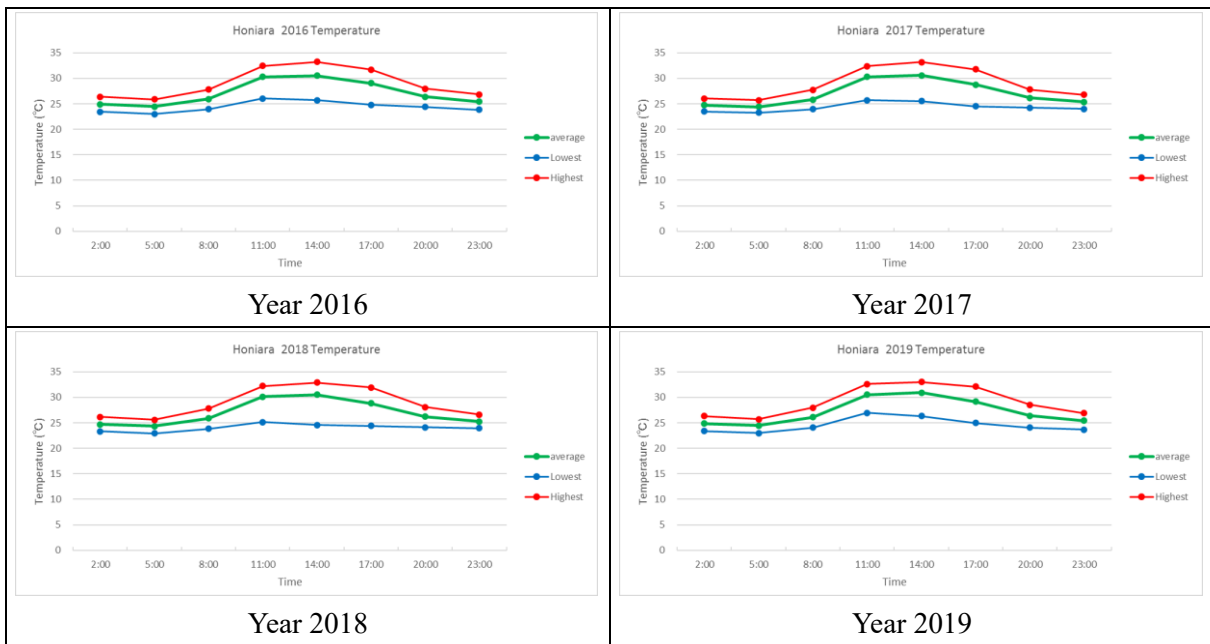 Honiara 2016 Temperature
Temperature (°C)
35
30
25
20
15
10
5
0
2:00 5:00 8:00 11:00 14:00 17:00 20:00 23:00
Time
average
Lowest
Highest
Year 2016
Honiara 2017 Temperature
Temperature (°C)
35
30
25
20
15
10
5
0
2:00 5:00 8:00 11:00 14:00 17:00 20:00 23:00
Time
average
Lowest
Highest
Year 2017
Honiara 2018 Temperature
Temperature (°C)
35
30
25
20
15
10
5
0
2:00 5:00 8:00 11:00 14:00 17:00 20:00 23:00
Time
average
Lowest
Highest
Year 2018
Honiara 2019 Temperature
Temperature (°C)
35
30
25
20
15
10
5
0
2:00 5:00 8:00 11:00 14:00 17:00 20:00 23:00
Time
average
Lowest
Highest
Year 2019